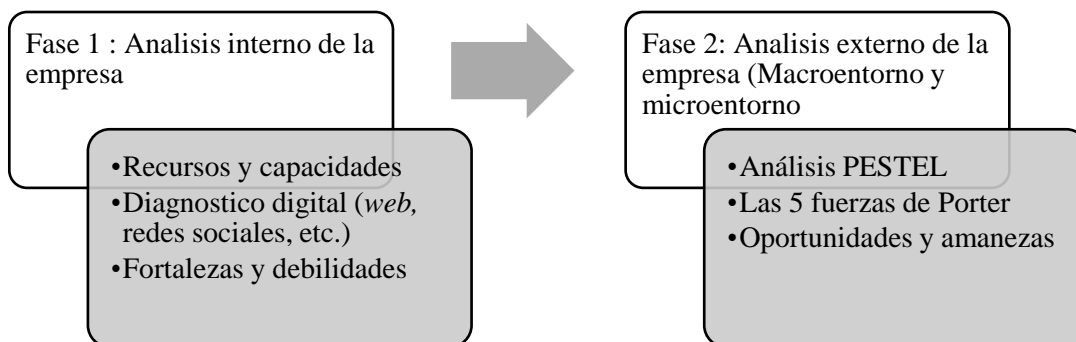 Fase 1 : Analisis interno de la
empresa
•Recursos y capacidades
•Diagnostico digital (web,
redes sociales, etc.)
•Fortalezas y debilidades
Fase 2: Analisis externo de la
empresa (Macroentorno y
microentorno
•Análisis PESTEL
•Las 5 fuerzas de Porter
•Oportunidades y amanezas